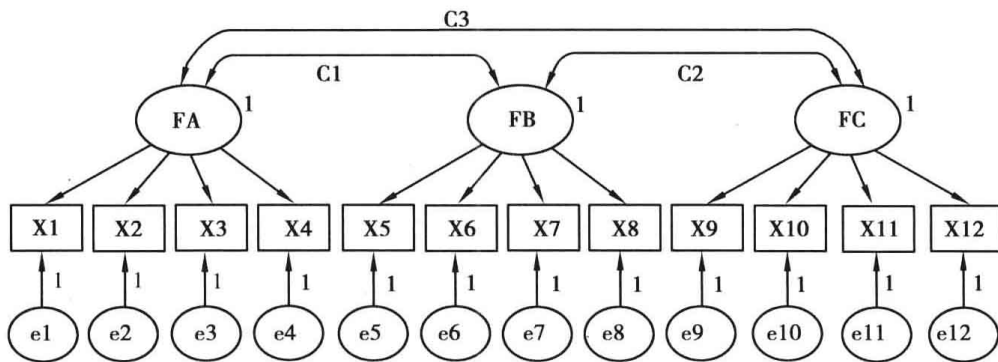 C3
C1 C2
FA 1 FB 1 FC 1
X1 X2 X3 X4 X5 X6 X7 X8 X9 X10 X11 X12
1 1 1 1 1 1 1 1 1 1 1 1
e1 e2 e3 e4 e5 e6 e7 e8 e9 e10 e11 e12